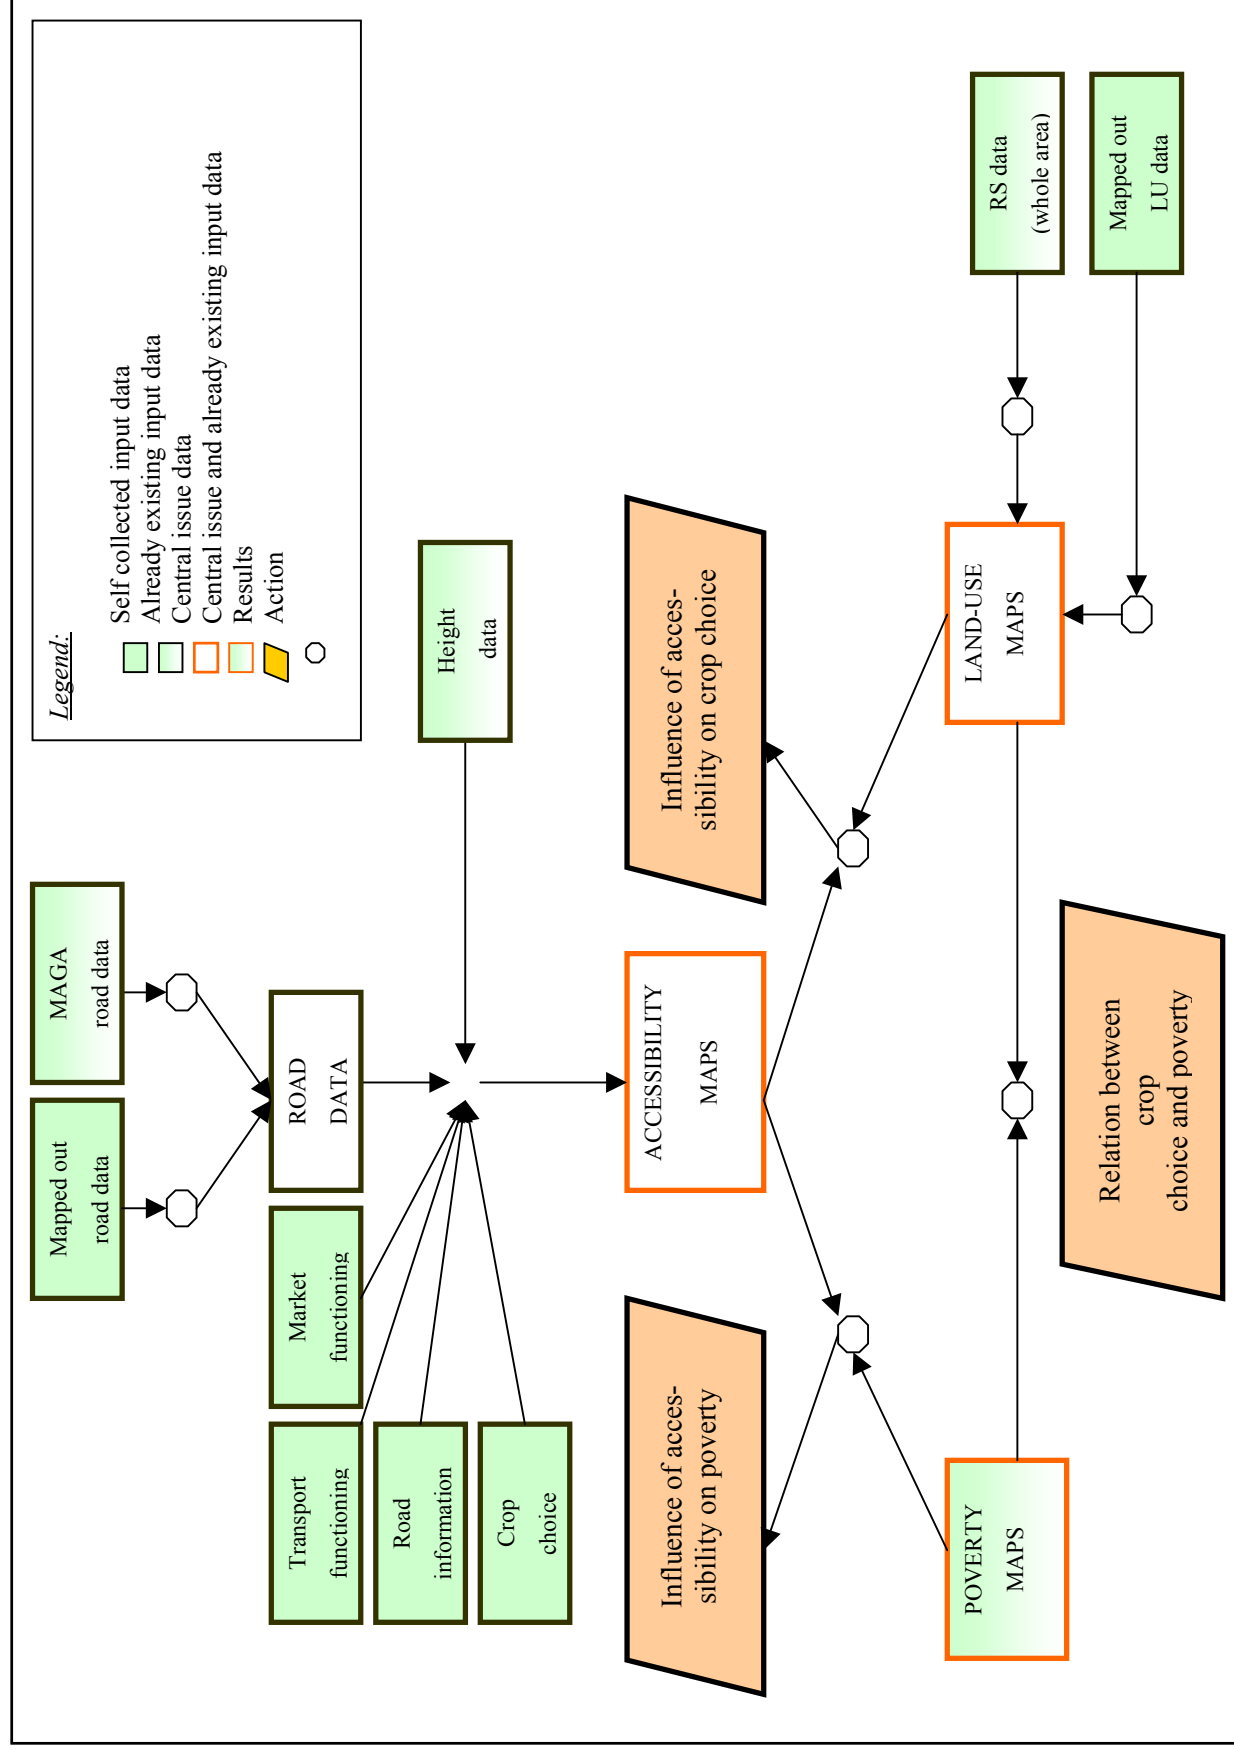 Mapped out
road data
MAGA
road data
Legend:
Self collected input data
Already existing input data
Central issue data
Central issue and already existing input data
Results
Action
Transport
functioning
Market
functioning
ROAD
DATA
Road
information
Height
data
Crop
choice
Influence of acces-
sibility on poverty
ACCESSIBILITY
MAPS
Influence of acces-
sibility on crop choice
POVERTY
MAPS
LAND-USE
MAPS
RS data
(whole area)
Relation between
crop
choice and poverty
Mapped out
LU data